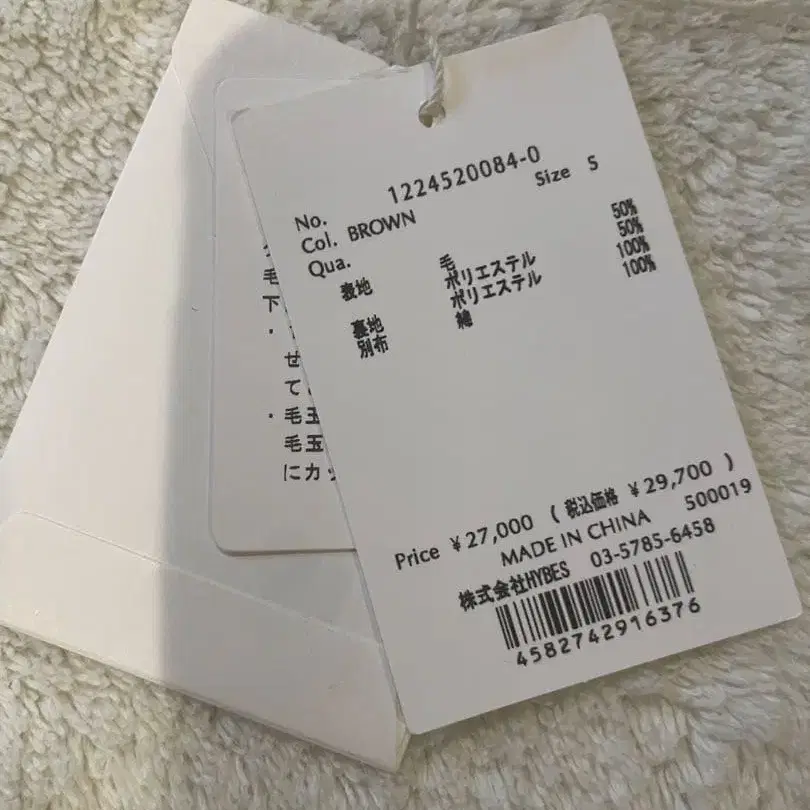 No. 1224520084-0
Col. BROWN Size S
Qua.
表地 毛 50%
ポリエステル 50%
裏地 ポリエステル 100%
別布 綿 100%
Price ¥27,000 ( 税込価格 ¥29,700 )
MADE IN CHINA 500019
株式会社HYBES 03-5785-6458
4582742916376
毛
下
・
せ
て
・毛玉
毛玉
にカッ